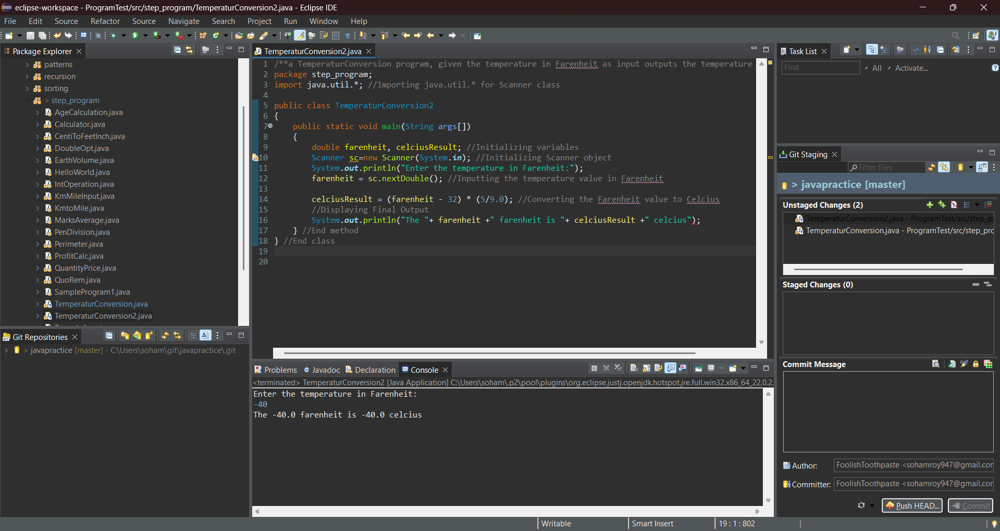 eclipse-workspace - ProgramTest/src/step_program/TemperaturConversion2.java - Eclipse IDE
File Edit Source Refactor Source Navigate Search Project Run Window Help
Package Explorer
patterns
recursion
sorting
> step_program
AgeCalculation.java
Calculator.java
CentiToFeetInch.java
DoubleOpt.java
EarthVolume.java
HelloWorld.java
IntOperation.java
KmMileInput.java
KmtoMile.java
MarksAverage.java
PenDivision.java
Perimeter.java
ProfitCalc.java
QuantityPrice.java
QuoRem.java
SampleProgram1.java
TemperaturConversion.java
TemperaturConversion2.java
Git Repositories
> javapractice [master] - C:\Users\soham\git\javapractice\.git
TemperaturConversion2.java
1 /**a TemperaturConversion program, given the temperature in Farenheit as input outputs the temperature
2 package step_program;
3 import java.util.*; //Importing java.util.* for Scanner class
4
5 public class TemperaturConversion2
6 {
7 public static void main(String args[])
8 {
9 double farenheit, celciusResult; //Initializing variables
10 Scanner sc=new Scanner(System.in); //Initializing Scanner object
11 System.out.println("Enter the temperature in Farenheit:");
12 farenheit = sc.nextDouble(); //Inputting the temperature value in Farenheit
13
14 celciusResult = (farenheit - 32) * (5/9.0); //Converting the Farenheit value to Celcius
15 //Displaying Final Output
16 System.out.println("The "+ farenheit +" farenheit is "+ celciusResult +" celcius");
17 } //End method
18 } //End class
19
20
Problems Javadoc Declaration Console
<terminated> TemperaturConversion2 [Java Application] C:\Users\soham\.p2\pool\plugins\org.eclipse.justj.openjdk.hotspot.jre.full.win32.x86_64_22.0.2.
Enter the temperature in Farenheit:
-40
The -40.0 farenheit is -40.0 celcius
Task List
Find All Activate...
Git Staging
Filter files
> javapractice [master]
Unstaged Changes (2)
TemperaturConversion2.java - ProgramTest/src/step_p
TemperaturConversion.java - ProgramTest/src/step_prc
Staged Changes (0)
Commit Message
Author: FoolishToothpaste <sohamroy947@gmail.cor
Committer: FoolishToothpaste <sohamroy947@gmail.cor
Push HEAD... Commit
Writable Smart Insert 19 : 1 : 802